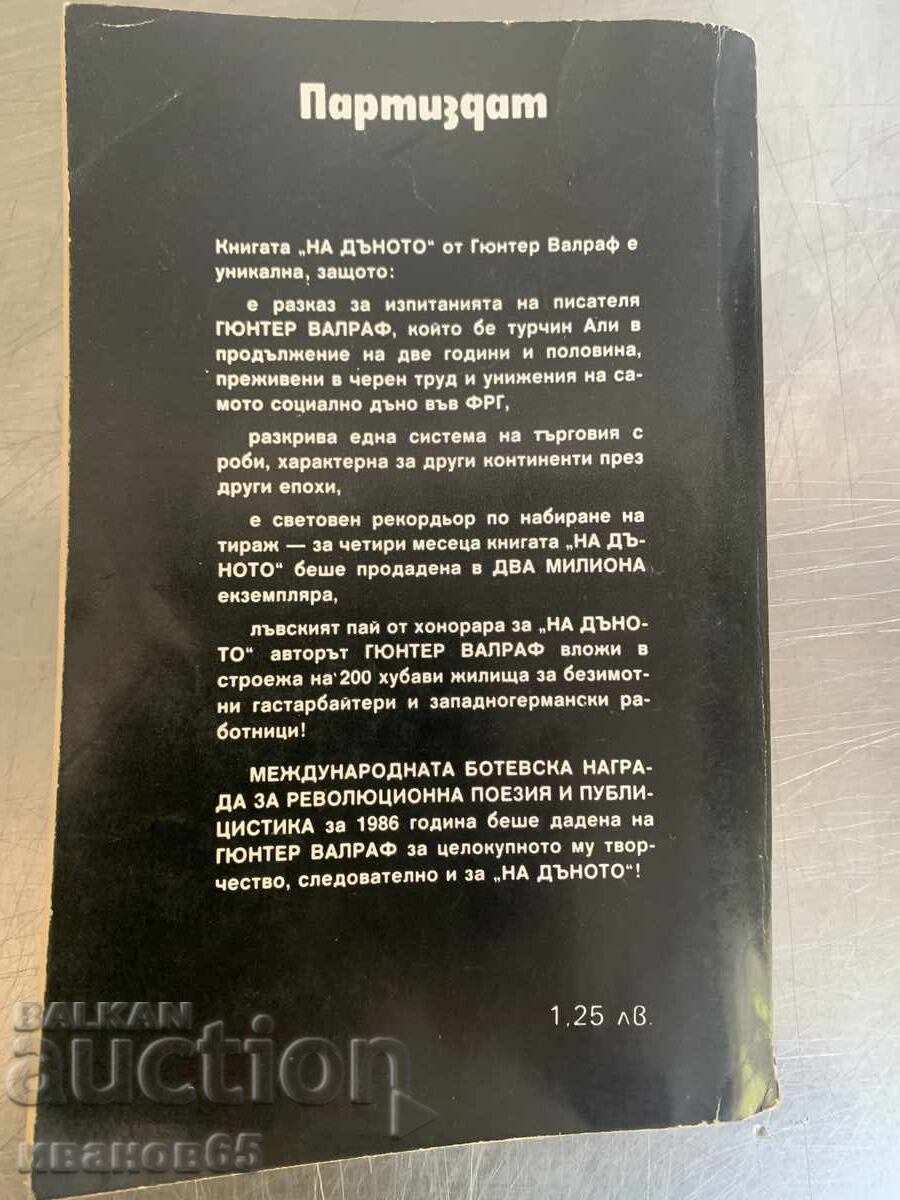 Партиздат
Книгата „НА ДЪНОТО“ от Гюнтер Валраф е
уникална, защото:
е разказ за изпитанията на писателя
ГЮНТЕР ВАЛРАФ, който бе турчин Али в
продължение на две години и половина,
преживени в черен труд и унижения на са-
мото социално дъно във ФРГ,
разкрива една система на търговия с
роби, характерна за други континенти през
други епохи,
е световен рекордьор по набиране на
тираж — за четири месеца книгата „НА ДЪ-
НОТО“ беше продадена в ДВА МИЛИОНА
екземпляра,
лъвският пай от хонорара за „НА ДЪНО-
ТО“ авторът ГЮНТЕР ВАЛРАФ вложи в
строежа на 200 хубави жилища за безимот-
ни гастарбайтери и западногермански ра-
ботници!
МЕЖДУНАРОДНАТА БОТЕВСКА НАГРА-
ДА ЗА РЕВОЛЮЦИОННА ПОЕЗИЯ И ПУБЛИ-
ЦИСТИКА за 1986 година беше дадена на
ГЮНТЕР ВАЛРАФ за целокупното му твор-
чество, следователно и за „НА ДЪНОТО“!
1,25 лв.
BALKAN
auction
иванов65